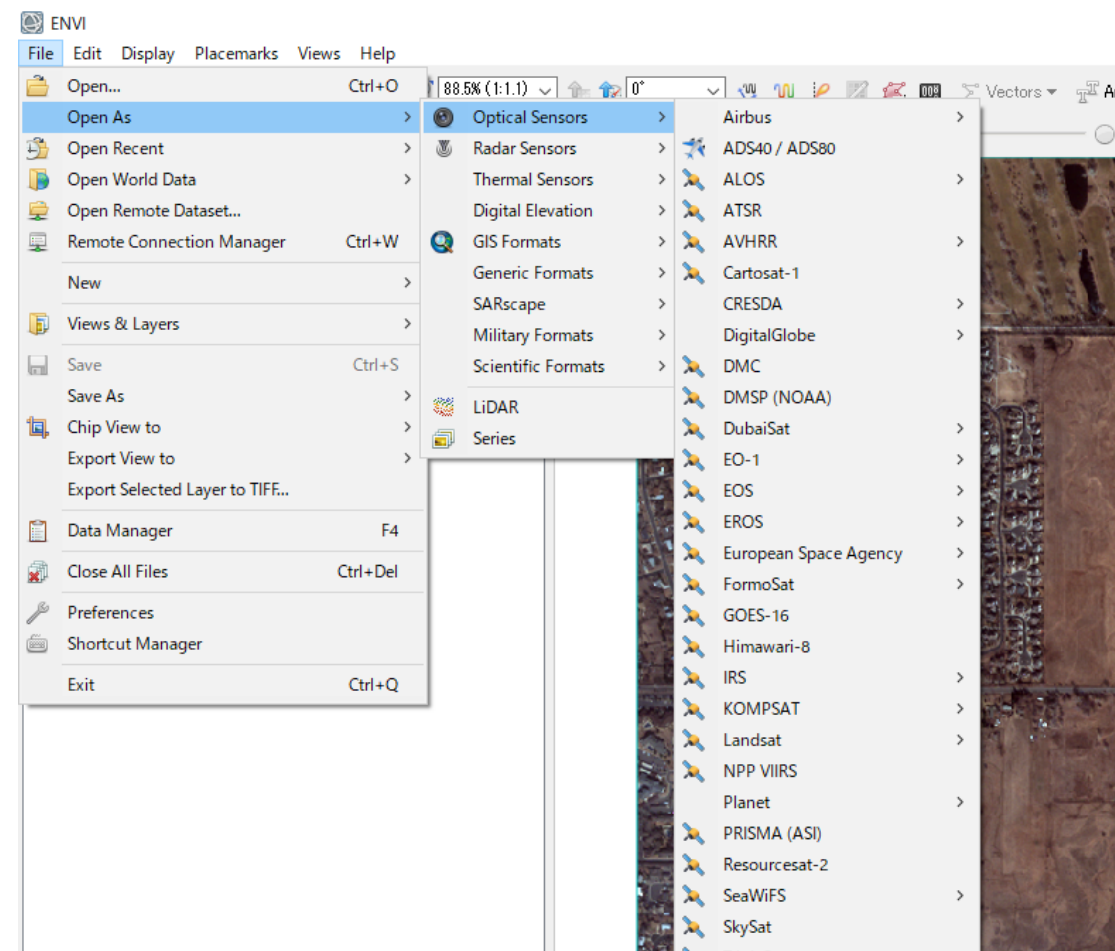 ENVI
File Edit Display Placemarks Views Help
Open... Ctrl+O
Open As
Open Recent
Open World Data
Open Remote Dataset...
Remote Connection Manager Ctrl+W
New
Views & Layers
Save Ctrl+S
Save As
Chip View to
Export View to
Export Selected Layer to TIFF...
Data Manager F4
Close All Files Ctrl+Del
Preferences
Shortcut Manager
Exit Ctrl+Q
88.5% (1:1.1) 0°
Vectors
Optical Sensors
Radar Sensors
Thermal Sensors
Digital Elevation
GIS Formats
Generic Formats
SARscape
Military Formats
Scientific Formats
LiDAR
Series
Airbus
ADS40 / ADS80
ALOS
ATSR
AVHRR
Cartosat-1
CRESDA
DigitalGlobe
DMC
DMSP (NOAA)
DubaiSat
EO-1
EOS
EROS
European Space Agency
FormoSat
GOES-16
Himawari-8
IRS
KOMPSAT
Landsat
NPP VIIRS
Planet
PRISMA (ASI)
Resourcesat-2
SeaWiFS
SkySat